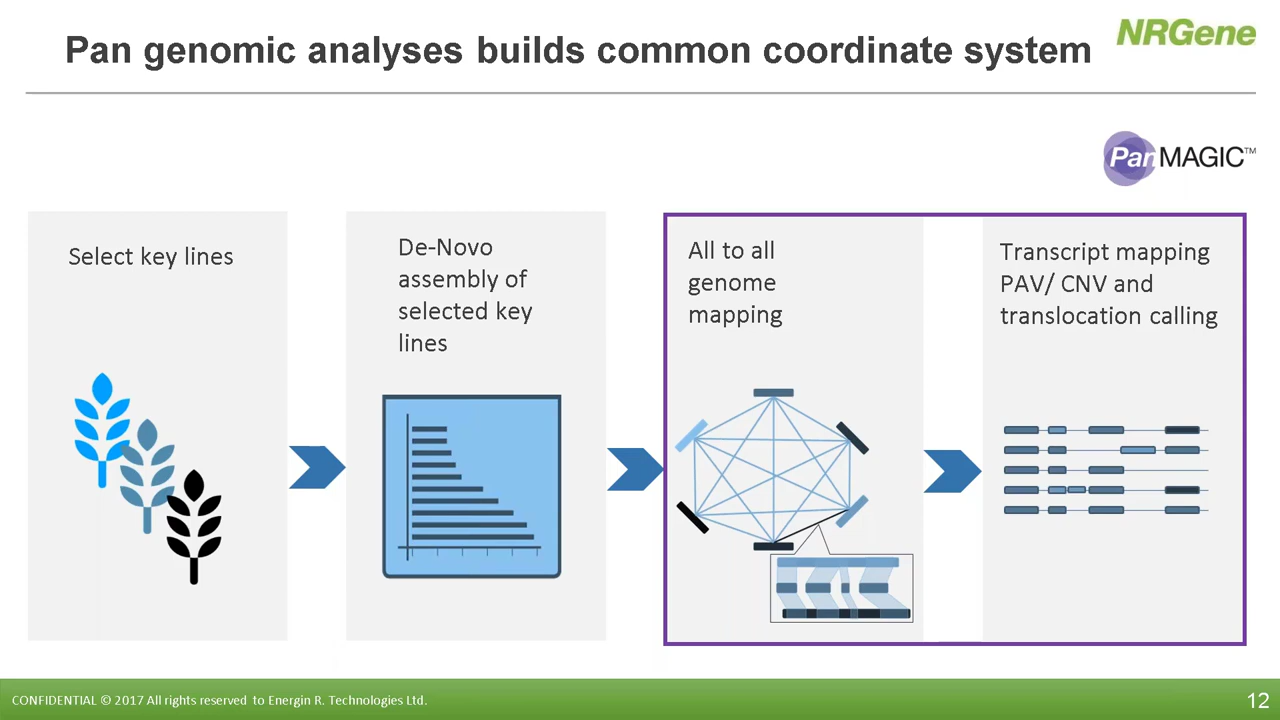 Pan genomic analyses builds common coordinate system
NRGene
PanMAGIC™
Select key lines
De-Novo
assembly of
selected key
lines
All to all
genome
mapping
Transcript mapping
PAV/ CNV and
translocation calling
CONFIDENTIAL © 2017 All rights reserved to Energin R. Technologies Ltd.
12